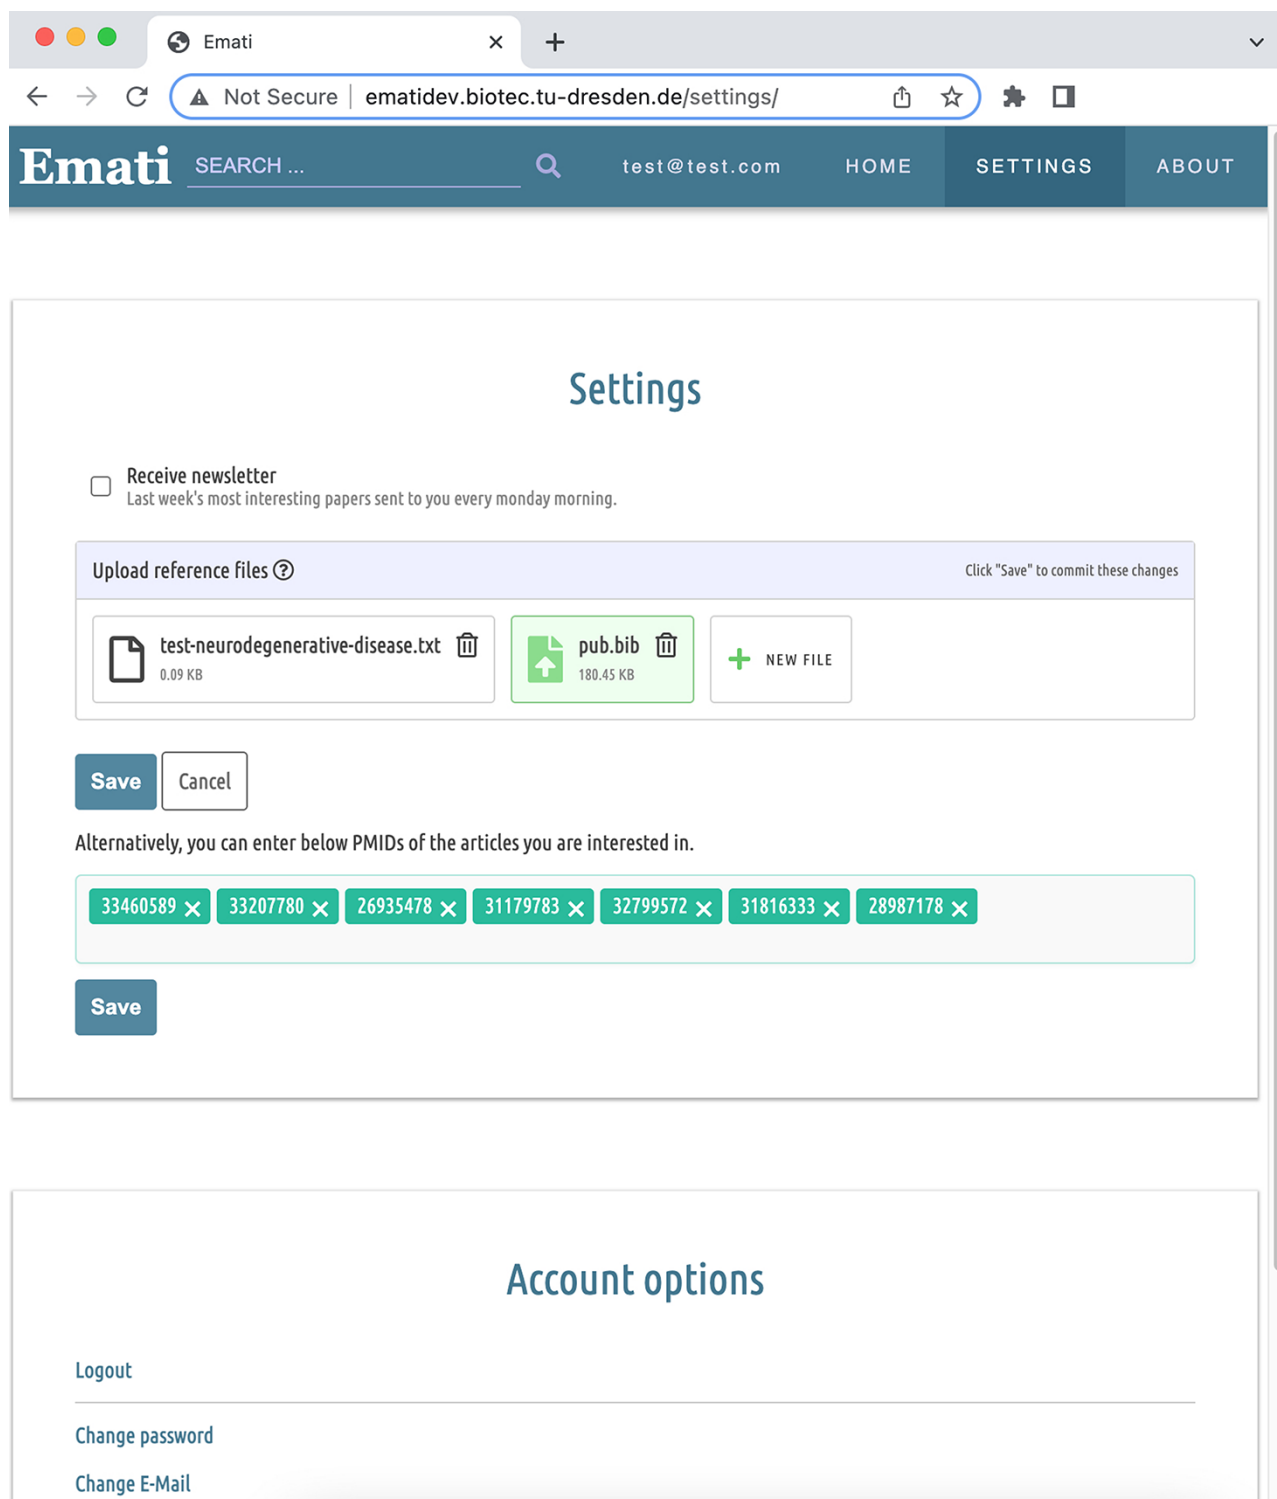 Emati
Not Secure ematidev.biotec.tu-dresden.de/settings/
Emati SEARCH ... test@test.com HOME SETTINGS ABOUT
Settings
Receive newsletter
Last week's most interesting papers sent to you every monday morning.
Upload reference files ? Click "Save" to commit these changes
test-neurodegenerative-disease.txt pub.bib NEW FILE
0.09 KB 180.45 KB
Save Cancel
Alternatively, you can enter below PMIDs of the articles you are interested in.
33460589 33207780 26935478 31179783 32799572 31816333 28987178
Save
Account options
Logout
Change password
Change E-Mail